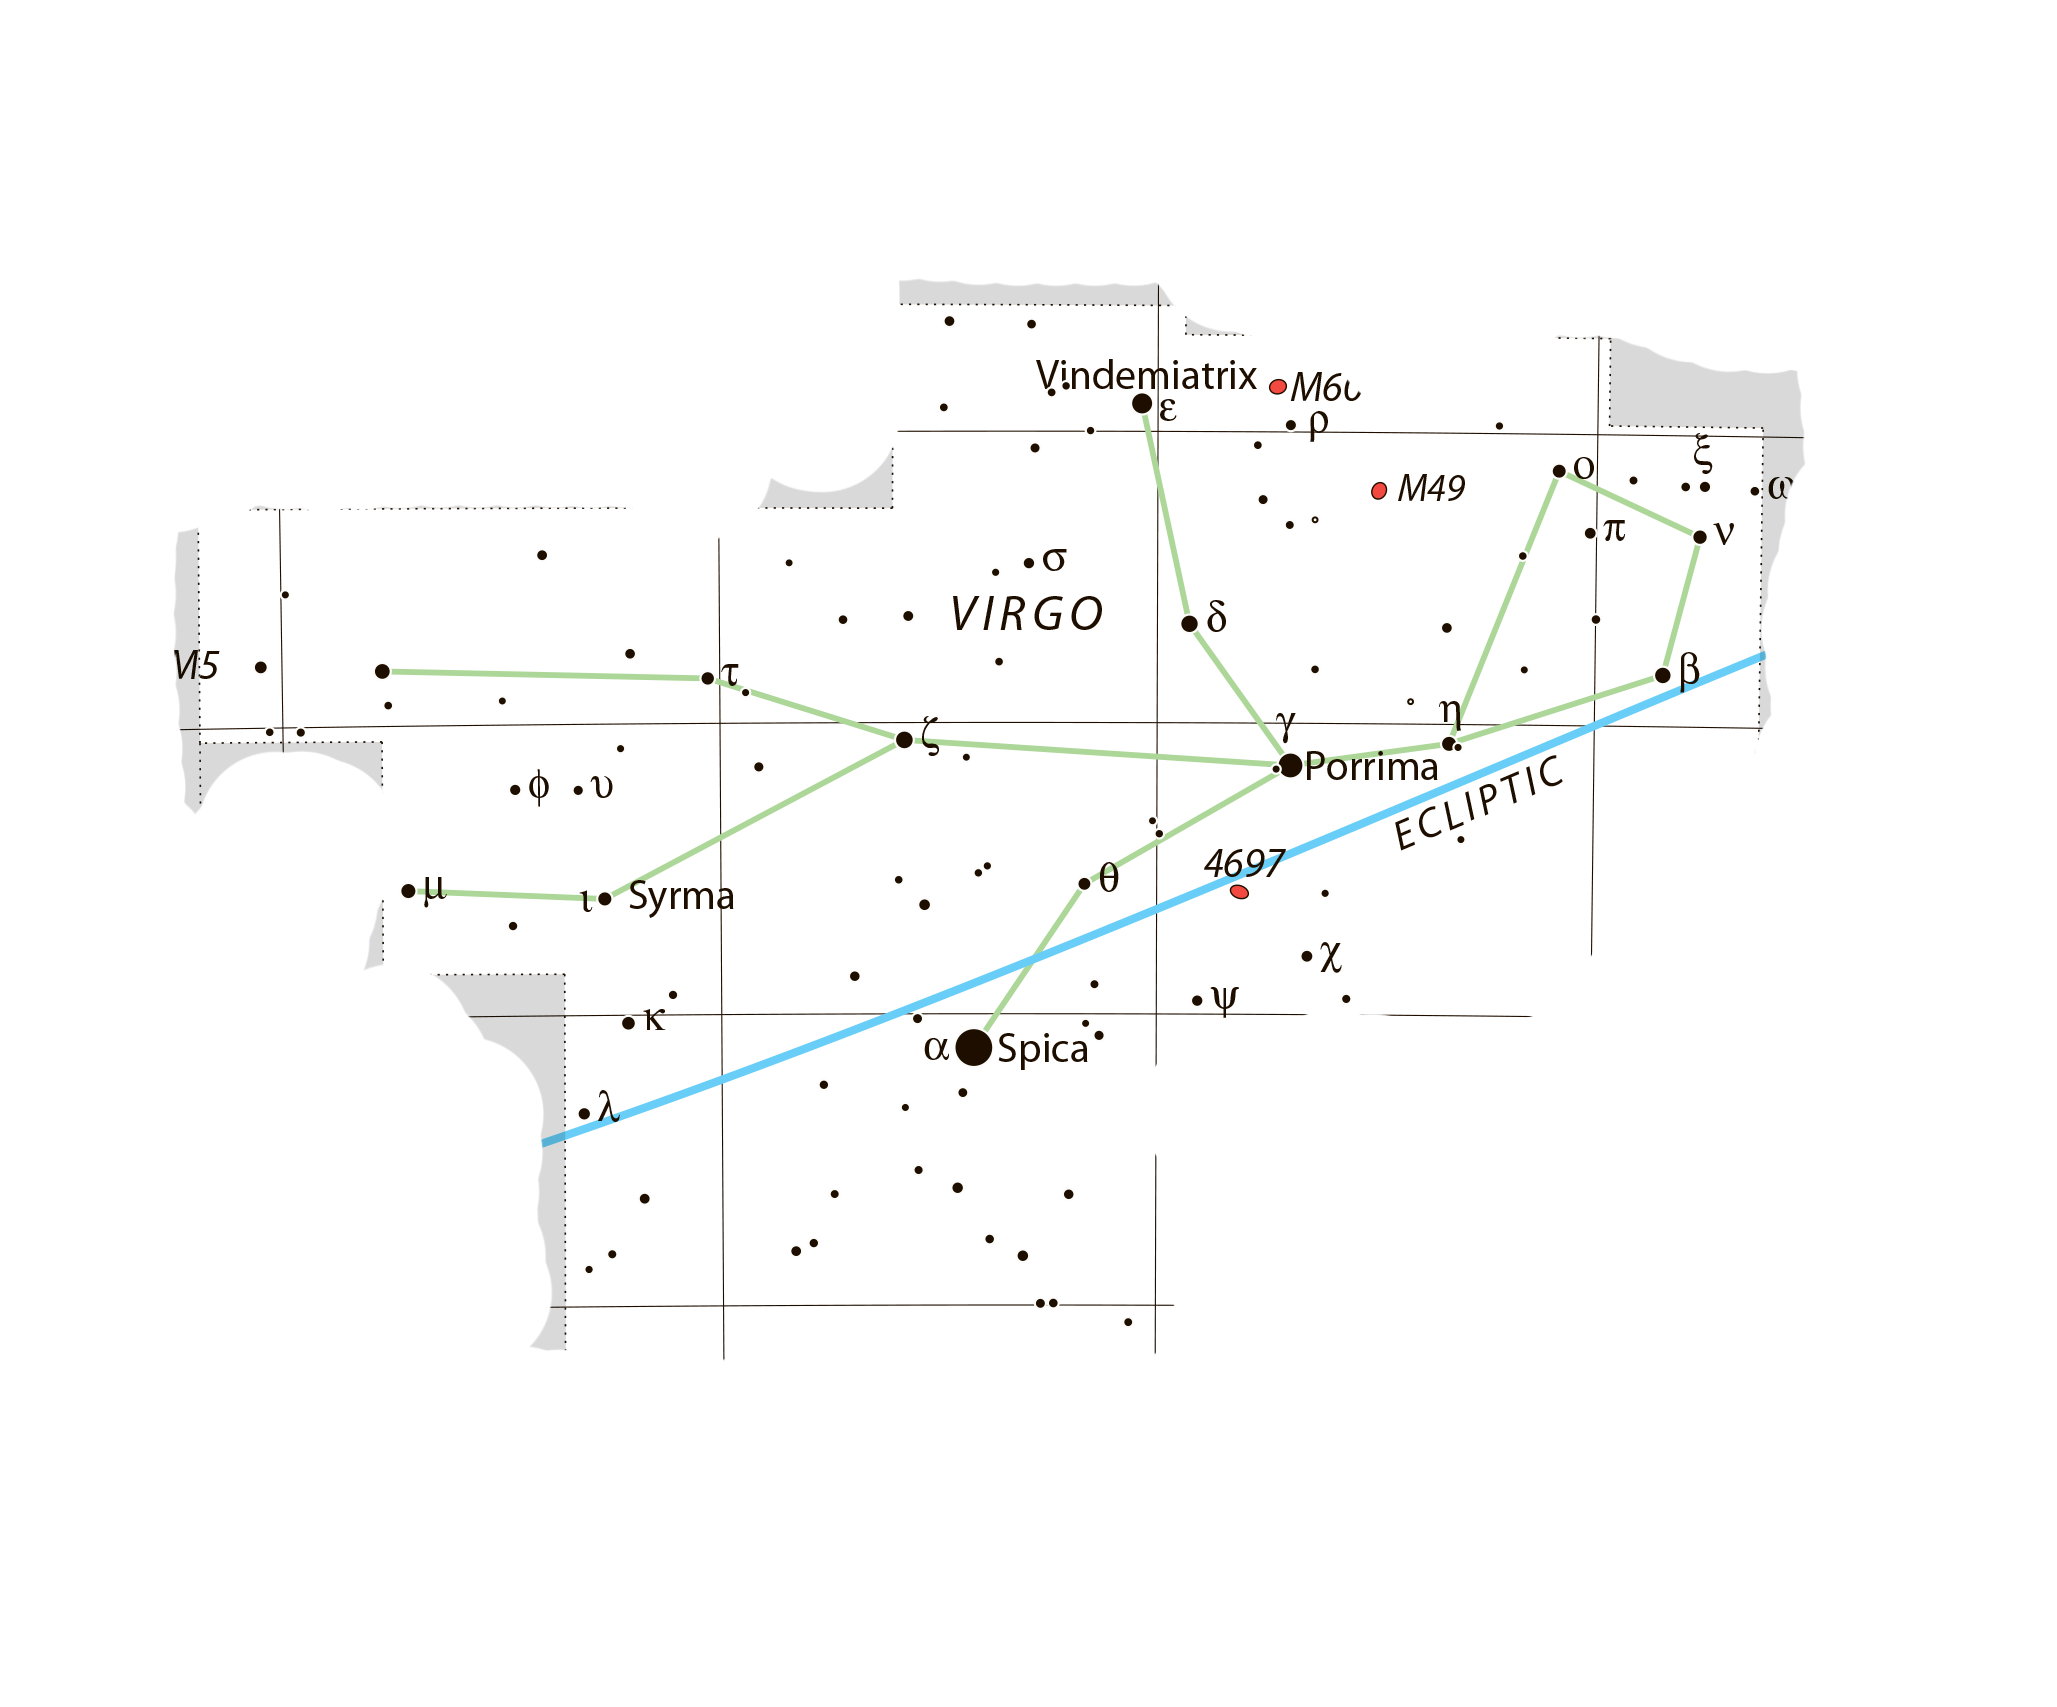 Vindemiatrix
ε
M60
ρ
ξ
ο
M49
ω
π
ν
σ
VIRGO
δ
M5
τ
β
η
γ
ζ
Porrima
ECLIPTIC
φ
υ
4697
θ
μ
ι
Syrma
χ
ψ
κ
α
Spica
λ